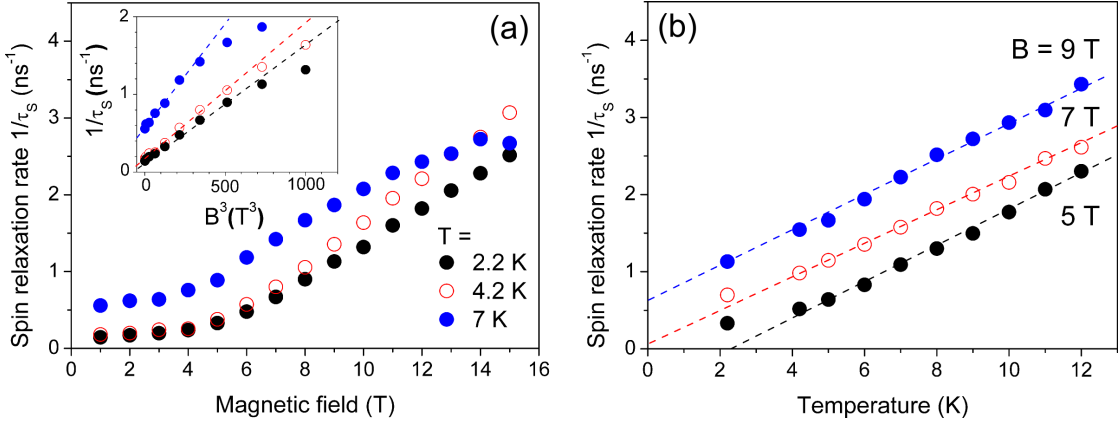 (a)
Spin relaxation rate 1/τS (ns-1)
4
3
2
1
0
0 2 4 6 8 10 12 14 16
Magnetic field (T)
1/τS (ns-1)
2
1
0
0 500 1000
B3(T3)
T =
2.2 K
4.2 K
7 K
(b)
Spin relaxation rate 1/τS (ns-1)
4
3
2
1
0
0 2 4 6 8 10 12
Temperature (K)
B = 9 T
7 T
5 T